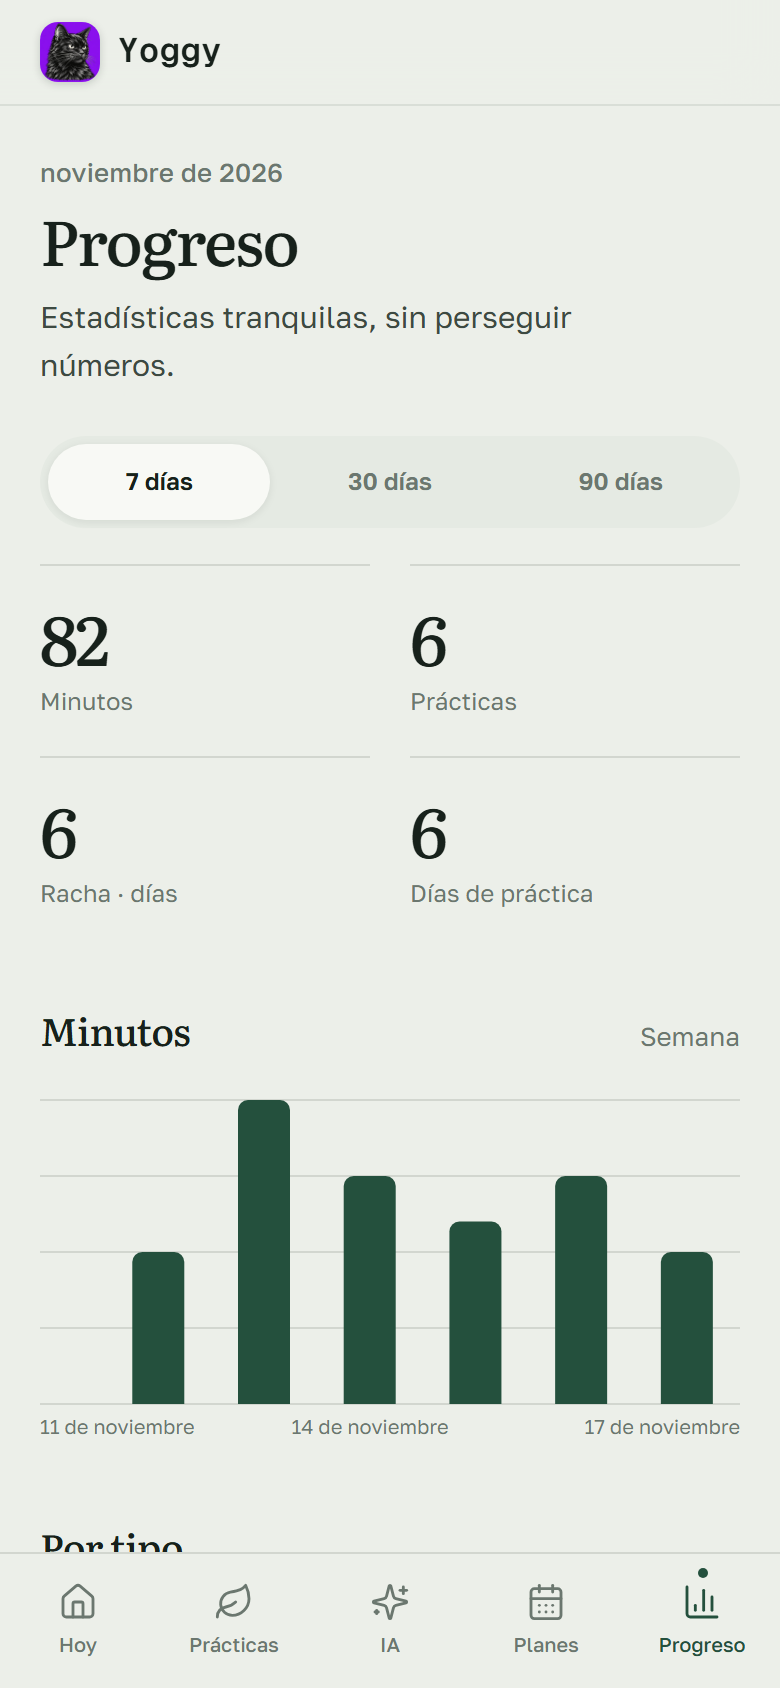 Yoggy
noviembre de 2026
Progreso
Estadísticas tranquilas, sin perseguir
números.
7 días
30 días
90 días
82
Minutos
6
Prácticas
6
Racha · días
6
Días de práctica
Minutos
Semana
11 de noviembre
14 de noviembre
17 de noviembre
Por tipo
Hoy
Prácticas
IA
Planes
Progreso